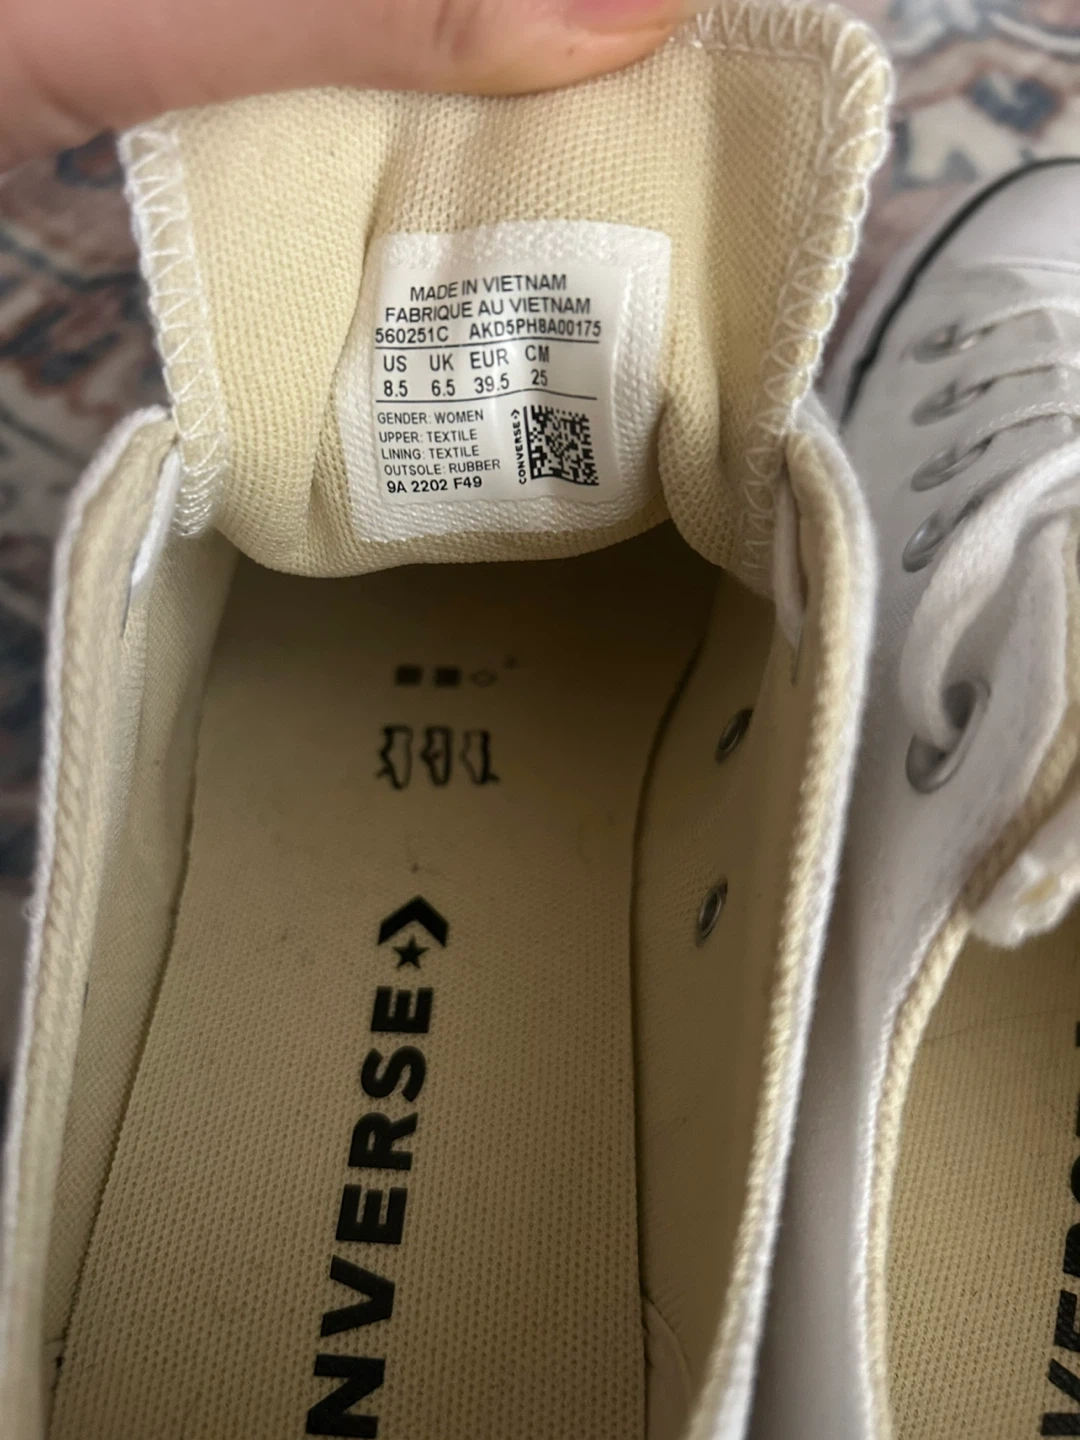 MADE IN VIETNAM
FABRIQUE AU VIETNAM
560251C AKD5PH8A00175
US UK EUR CM
8.5 6.5 39.5 25
GENDER: WOMEN
UPPER: TEXTILE
LINING: TEXTILE
OUTSOLE: RUBBER
9A 2202 F49
CONVERSE
NVERSE